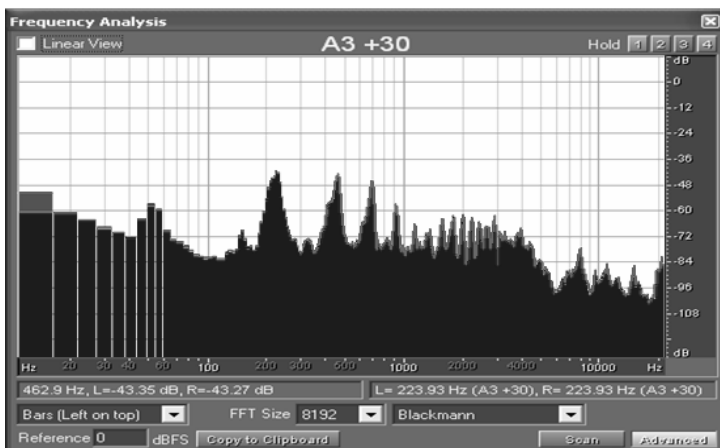 Frequency Analysis
Linear View A3 +30 Hold 1 2 3 4
dB
0
-12
-24
-36
-48
-60
-72
-84
-96
-108
dB
Hz 20 30 40 60 100 200 300 500 1000 2000 4000 10000 Hz
462.9 Hz, L=-43.35 dB, R=-43.27 dB L= 223.93 Hz (A3 +30), R= 223.93 Hz (A3 +30)
Bars (Left on top) FFT Size 8192 Blackmann
Reference 0 dBFS Copy to Clipboard Scan Advanced